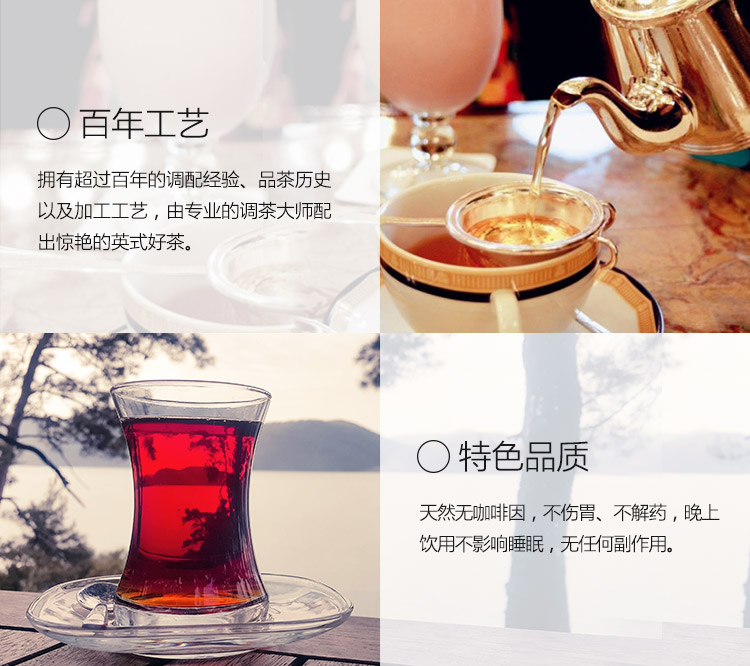 百年工艺
拥有超过百年的调配经验、品茶历史
以及加工工艺，由专业的调茶大师配
出惊艳的英式好茶。
特色品质
天然无咖啡因，不伤胃、不解药，晚上
饮用不影响睡眠，无任何副作用。